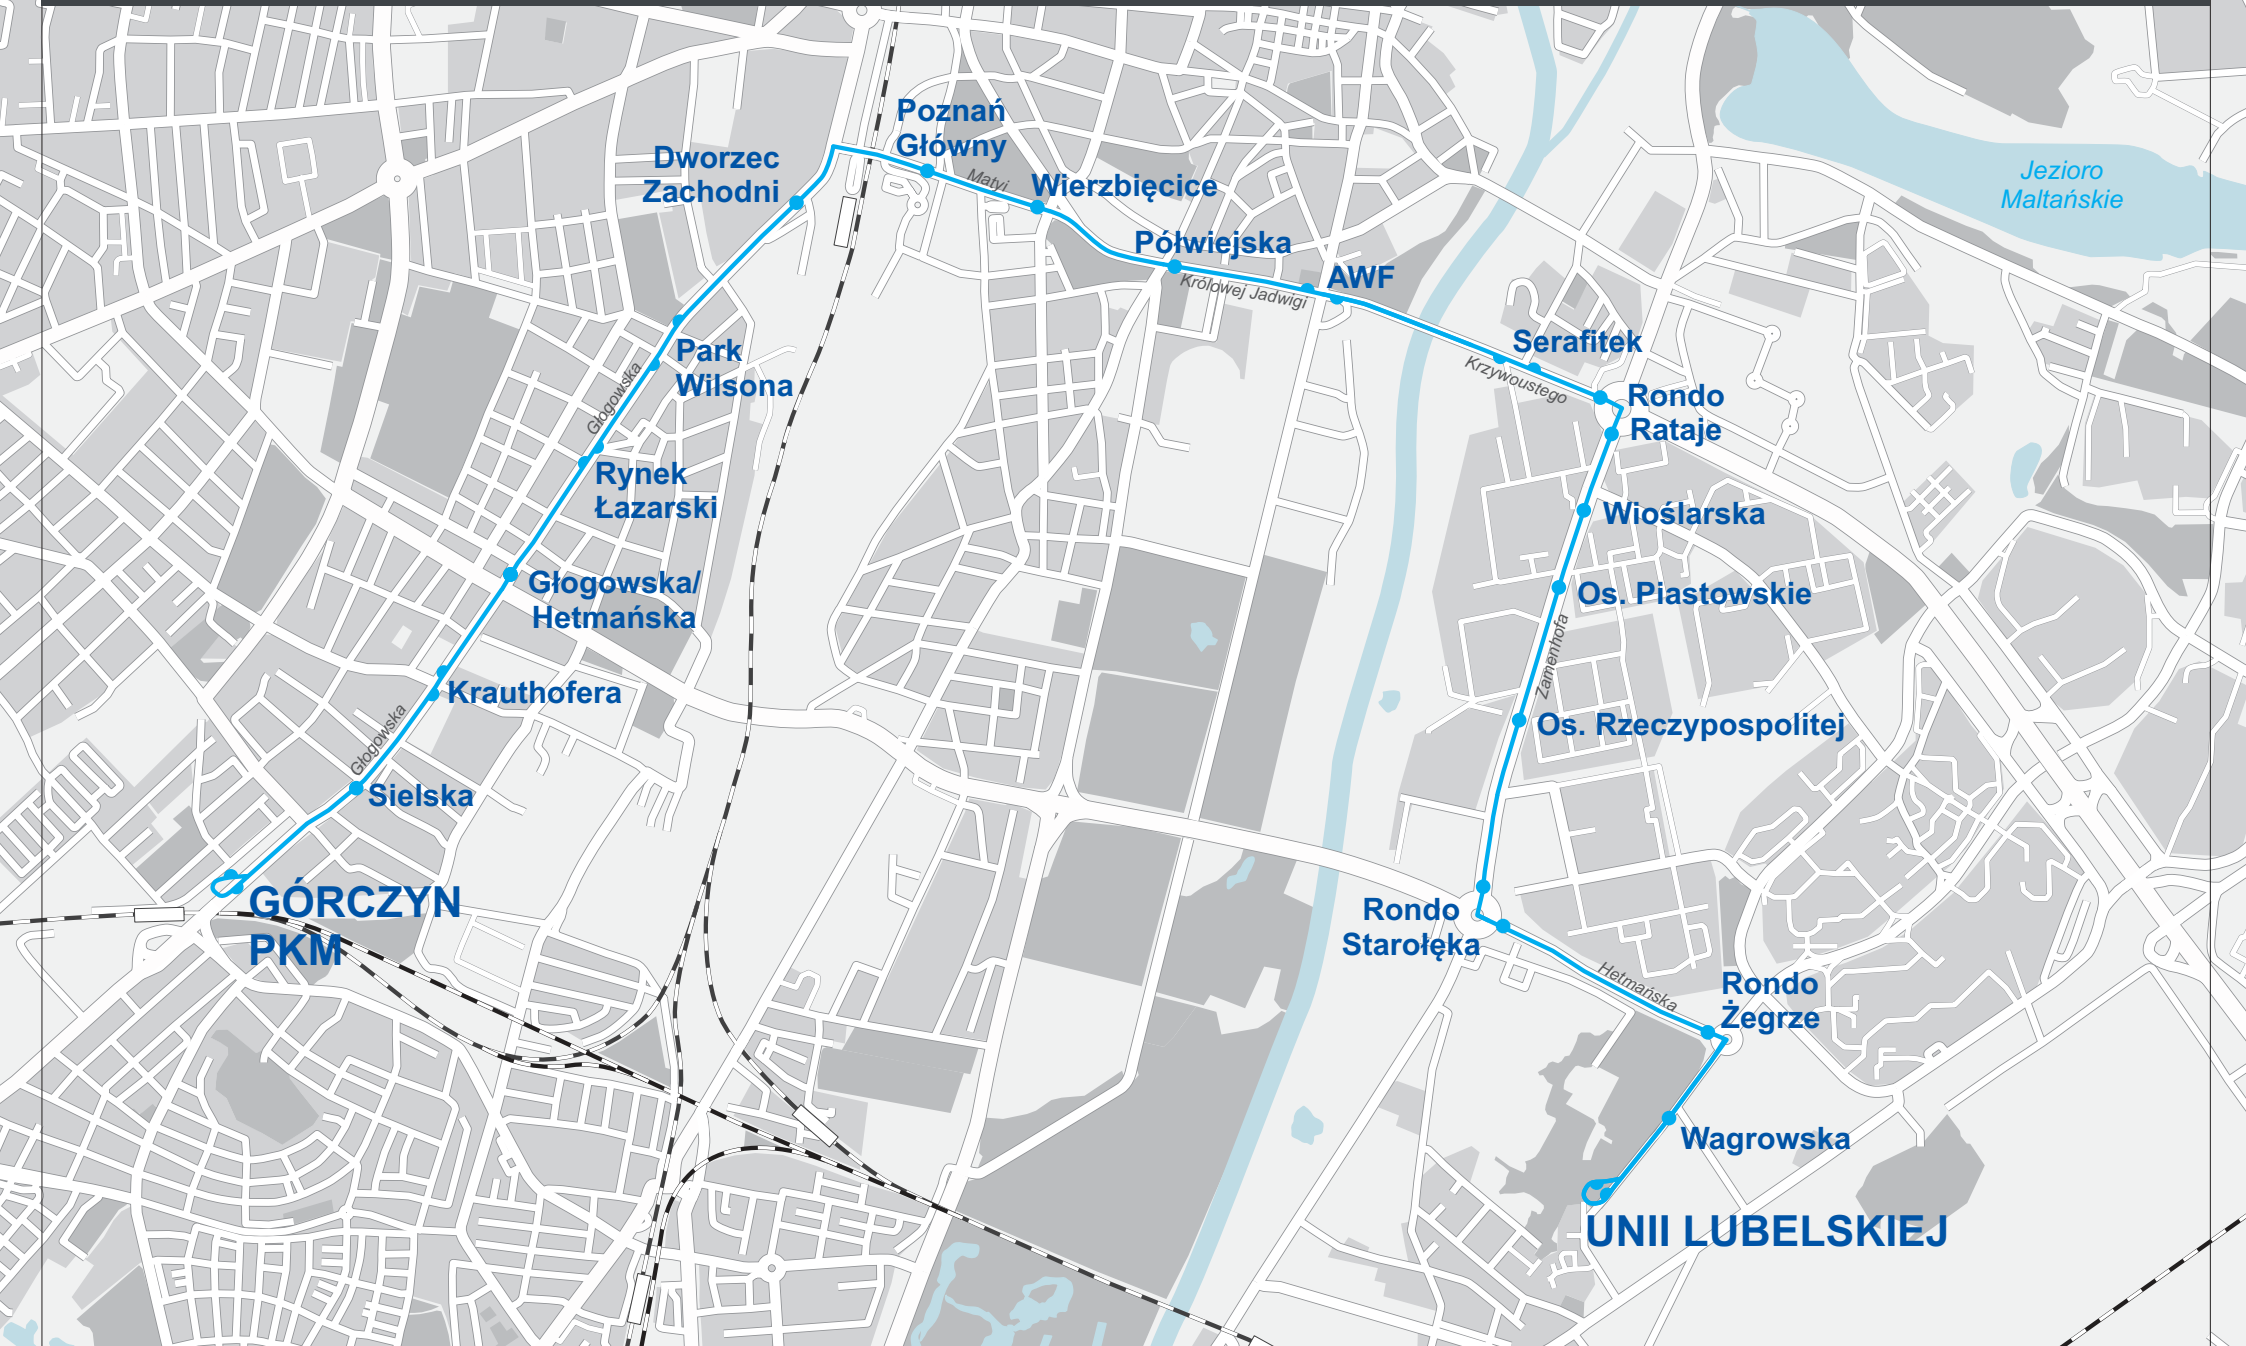 Poznań
Główny
Dworzec
Zachodni
Matyi
Wierzbięcice
Jezioro
Maltańskie
Półwiejska
Królowej Jadwigi
AWF
Serafitek
Krzywoustego
Rondo
Rataje
Park
Wilsona
Głogowska
Rynek
Łazarski
Wioślarska
Głogowska/
Hetmańska
Os. Piastowskie
Zamenhofa
Krauthofera
Os. Rzeczypospolitej
Głogowska
Sielska
GÓRCZYN
PKM
Rondo
Starołęka
Hetmańska
Rondo
Żegrze
Wagrowska
UNII LUBELSKIEJ